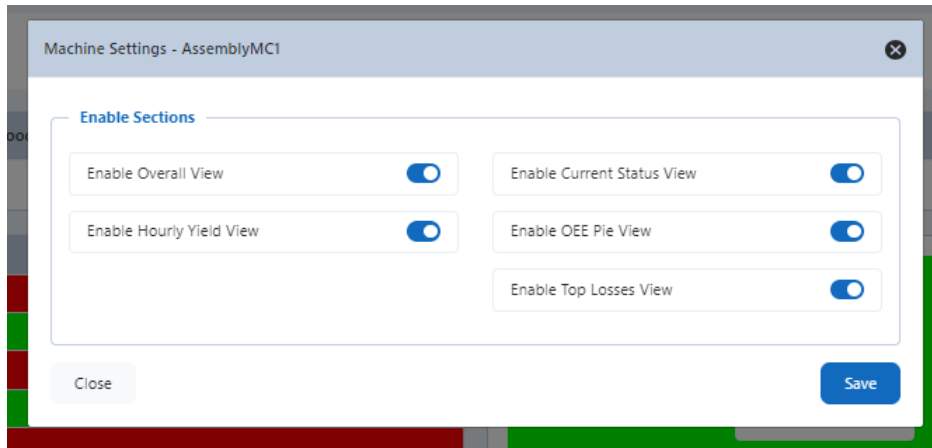 Machine Settings - AssemblyMC1
Enable Sections
Enable Overall View
Enable Current Status View
Enable Hourly Yield View
Enable OEE Pie View
Enable Top Losses View
Close
Save